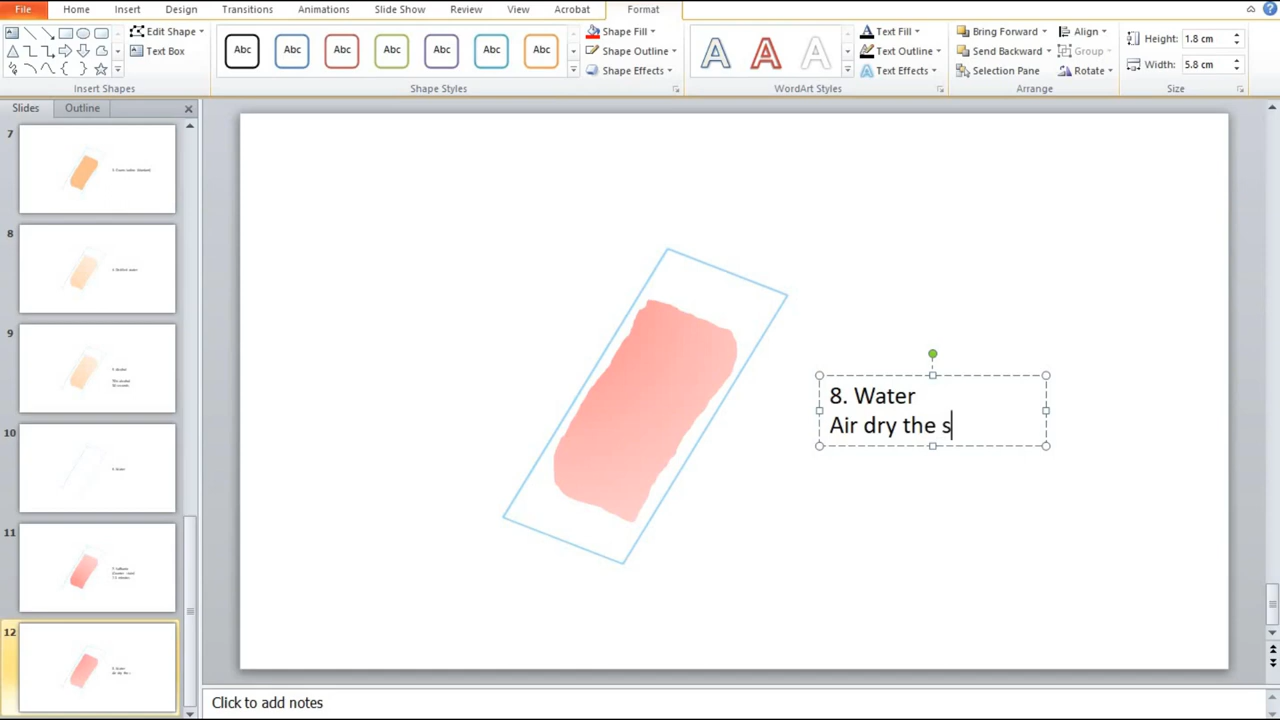 File Home Insert Design Transitions Animations Slide Show Review View Acrobat Format
Edit Shape
Text Box
Insert Shapes
Abc Abc Abc Abc Abc Abc Abc
Shape Fill
Shape Outline
Shape Effects
Shape Styles
A A A
Text Fill
Text Outline
Text Effects
WordArt Styles
Bring Forward
Send Backward
Selection Pane
Align
Group
Rotate
Arrange
Height: 1.8 cm
Width: 5.8 cm
Size
Slides Outline
7
8
9
10
11
12
8. Water
Air dry the s
Click to add notes